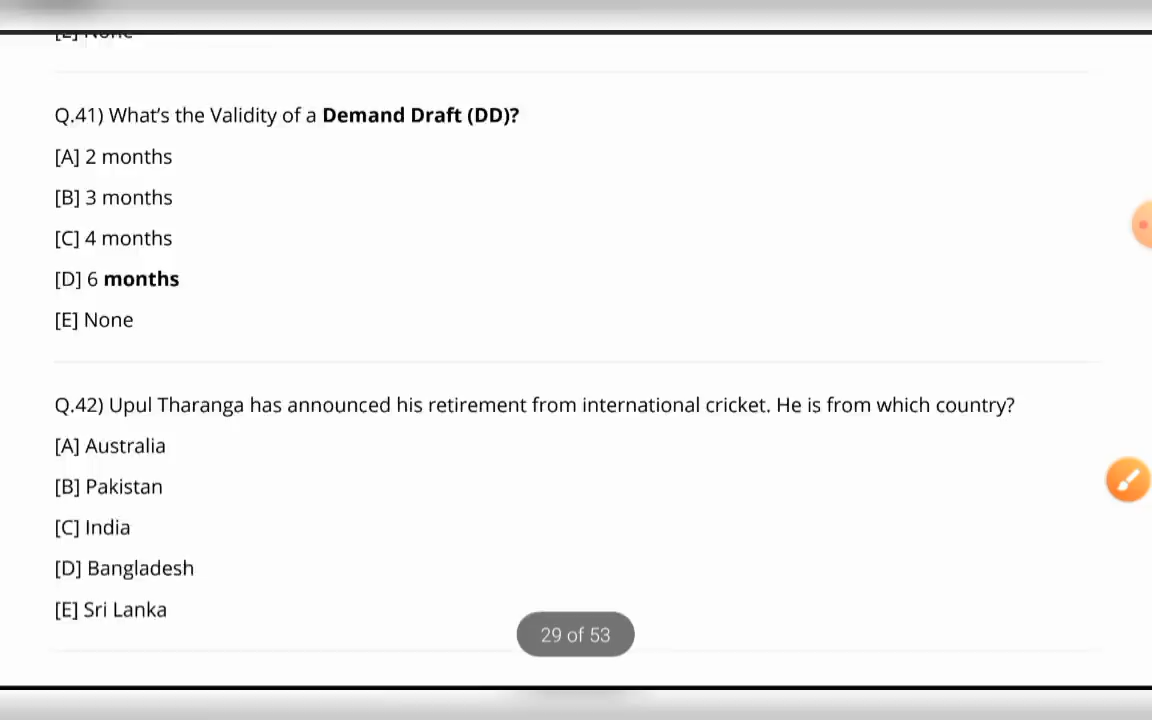 Q.41) What's the Validity of a Demand Draft (DD)?
[A] 2 months
[B] 3 months
[C] 4 months
[D] 6 months
[E] None
Q.42) Upul Tharanga has announced his retirement from international cricket. He is from which country?
[A] Australia
[B] Pakistan
[C] India
[D] Bangladesh
[E] Sri Lanka
29 of 53